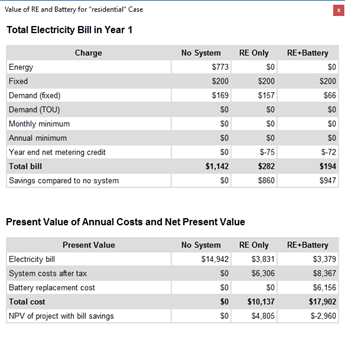 Value of RE and Battery for "residential" Case x
Total Electricity Bill in Year 1
Charge No System RE Only RE+Battery
Energy $773 $0 $0
Fixed $200 $200 $200
Demand (fixed) $169 $157 $66
Demand (TOU) $0 $0 $0
Monthly minimum $0 $0 $0
Annual minimum $0 $0 $0
Year end net metering credit $0 $-75 $-72
Total bill $1,142 $282 $194
Savings compared to no system $0 $860 $947
Present Value of Annual Costs and Net Present Value
Present Value No System RE Only RE+Battery
Electricity bill $14,942 $3,831 $3,379
System costs after tax $0 $6,306 $8,367
Battery replacement cost $0 $0 $6,156
Total cost $0 $10,137 $17,902
NPV of project with bill savings $0 $4,805 $-2,960